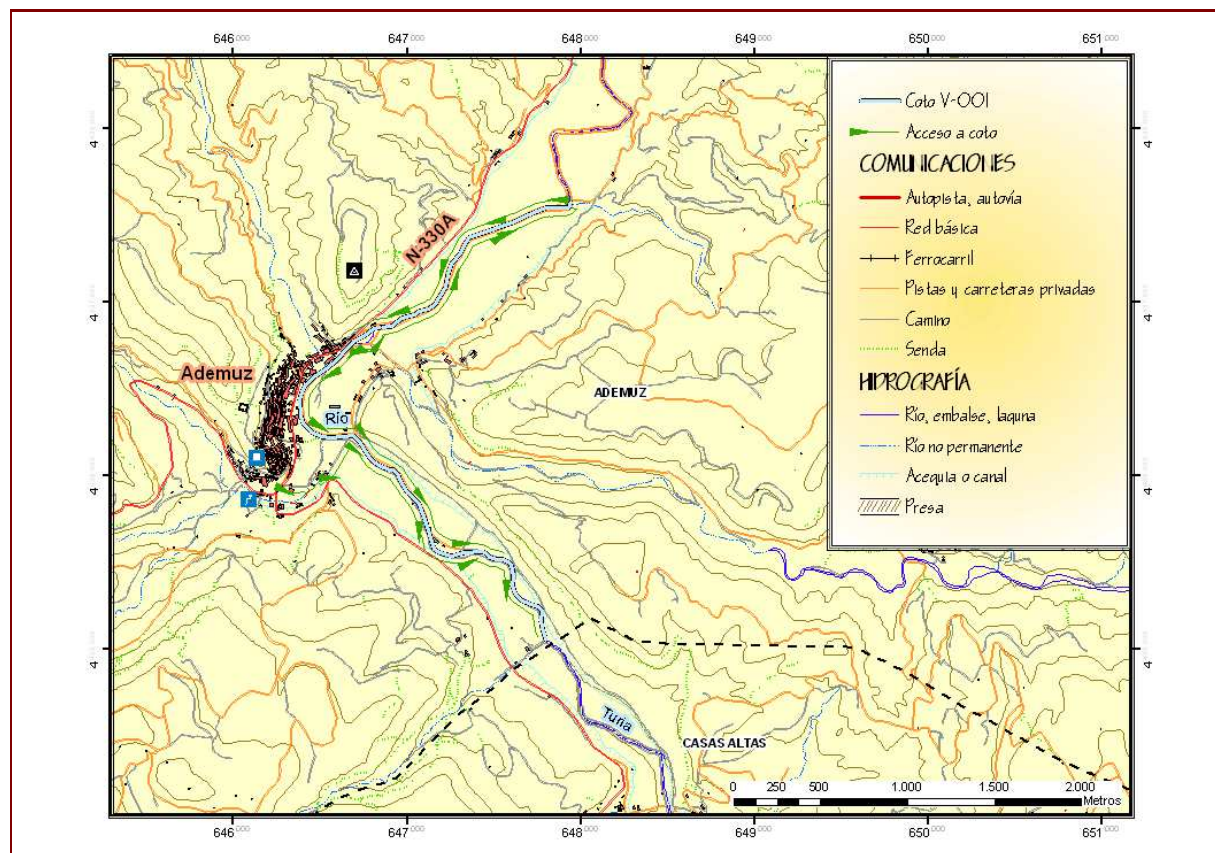 646000 647000 648000 649000 650000 651000
Coto V-001
Acceso a coto
COMUNICACIONES
Autopista, autovía
Red básica
Ferrocarril
Pistas y carreteras privadas
Camino
Senda
HIDROGRAFÍA
Río, embalse, laguna
Río no permanente
Acequia o canal
Presa
N-330A
Ademuz
ADEMUZ
Río
Turia
CASAS ALTAS
0 250 500 1.000 1.500 2.000
Metros
646000 647000 648000 649000 650000 651000